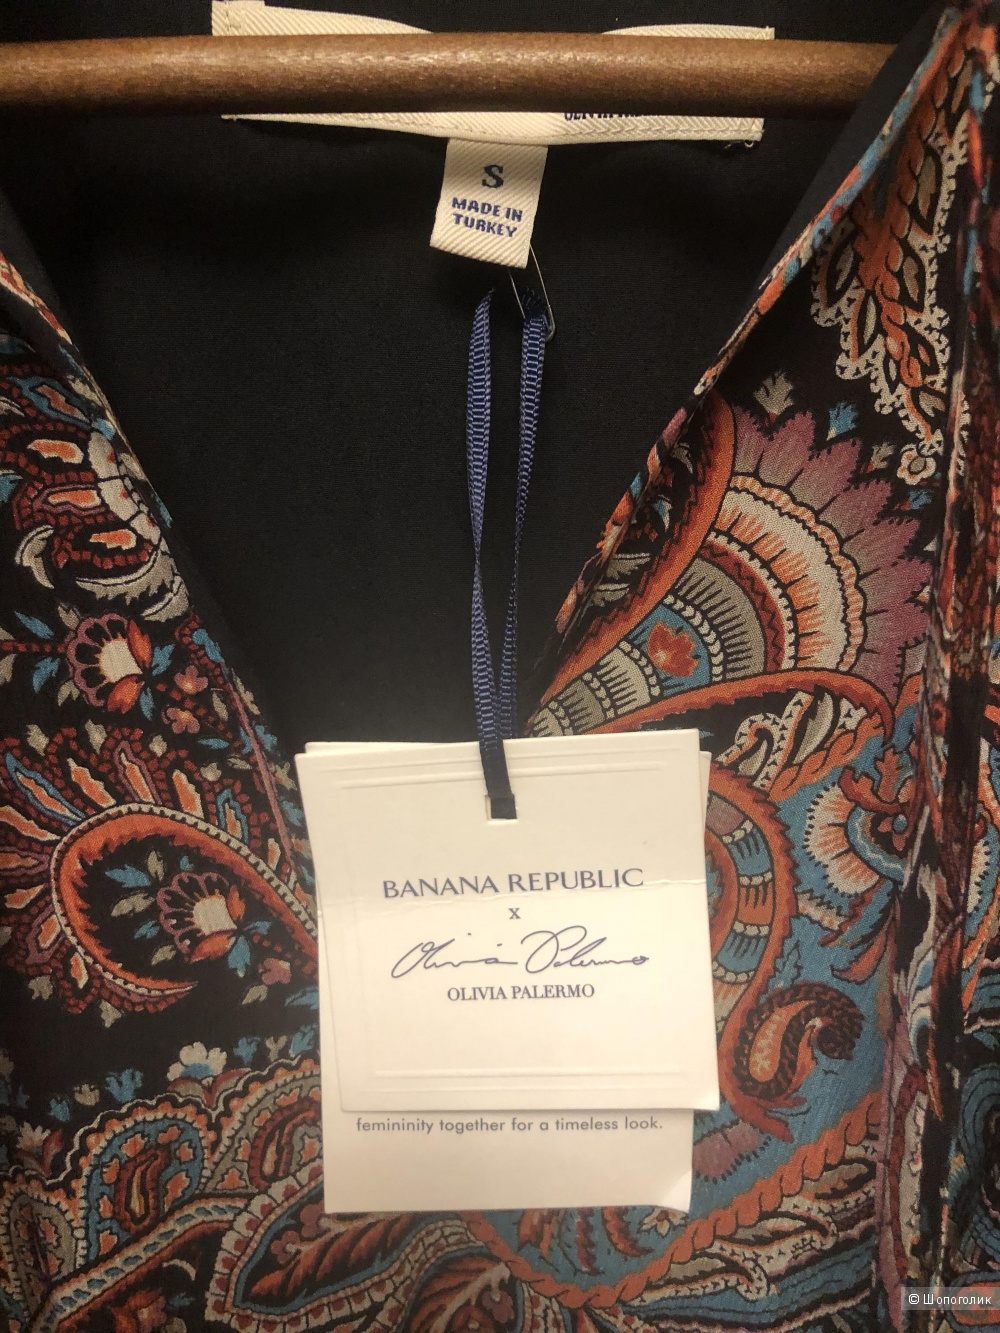 S
MADE IN
TURKEY
BANANA REPUBLIC
x
Olivia Palermo
OLIVIA PALERMO
femininity together for a timeless look.
© Шопоголик